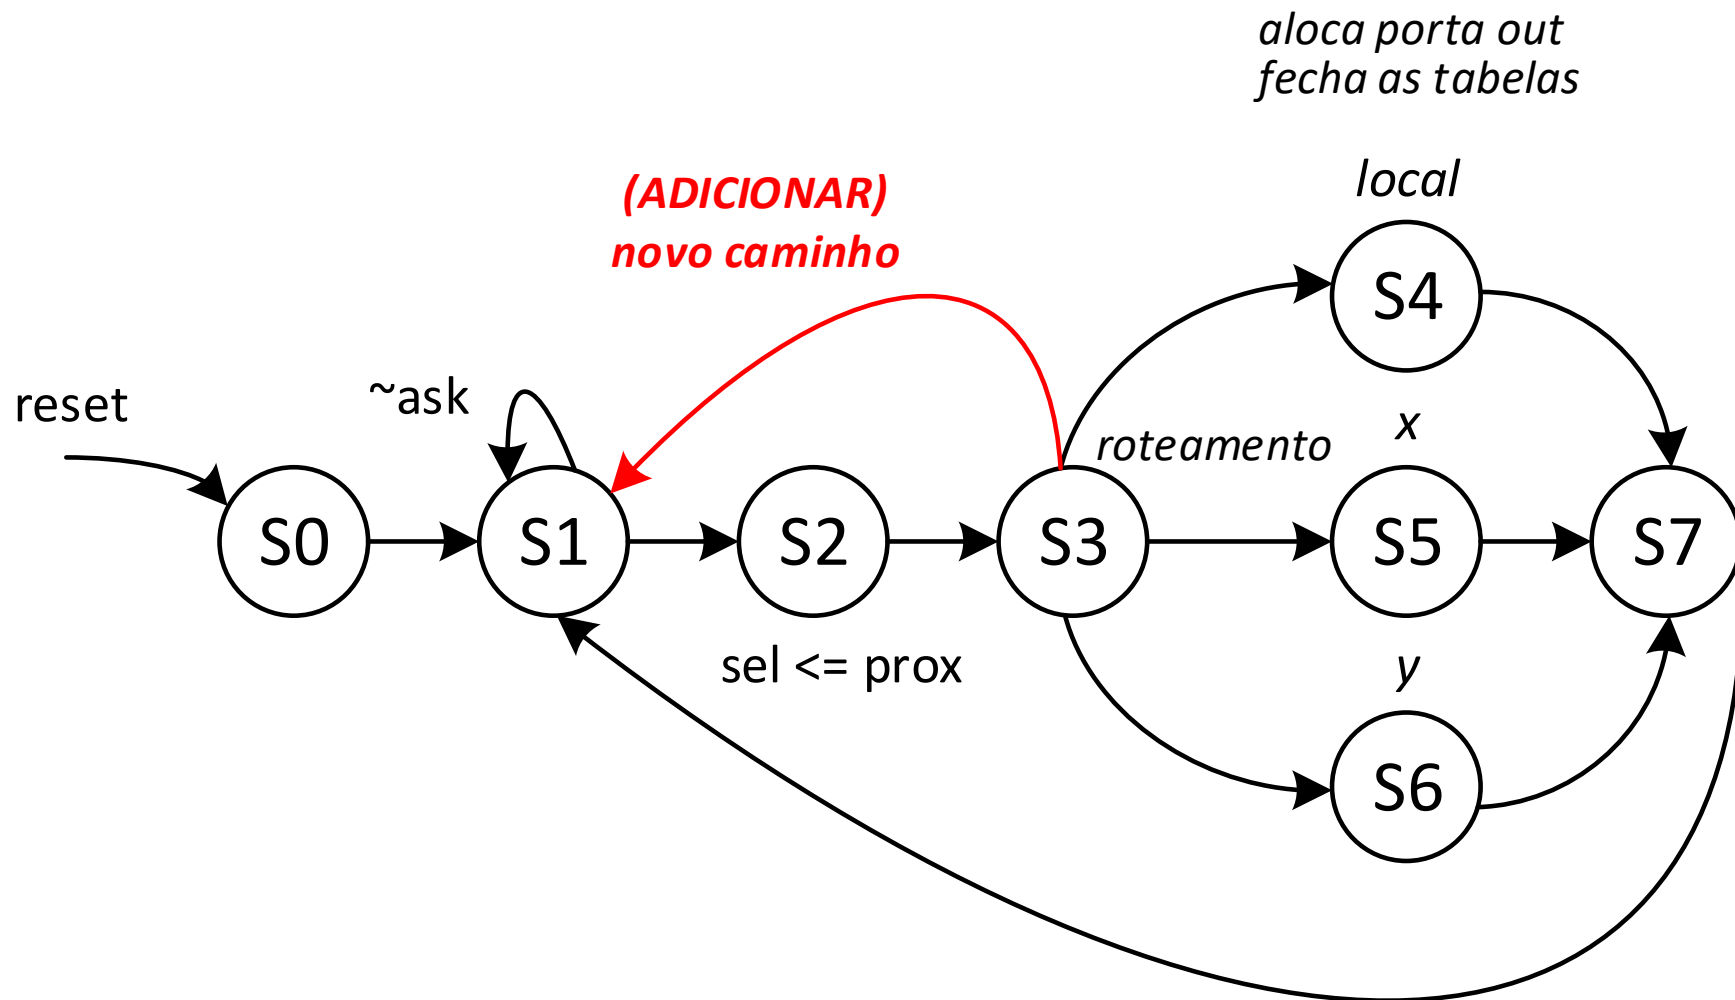 aloca porta out
fecha as tabelas
local
(ADICIONAR)
novo caminho
S4
reset
~ask
x
roteamento
S0
S1
S2
S3
S5
S7
sel <= prox
y
S6